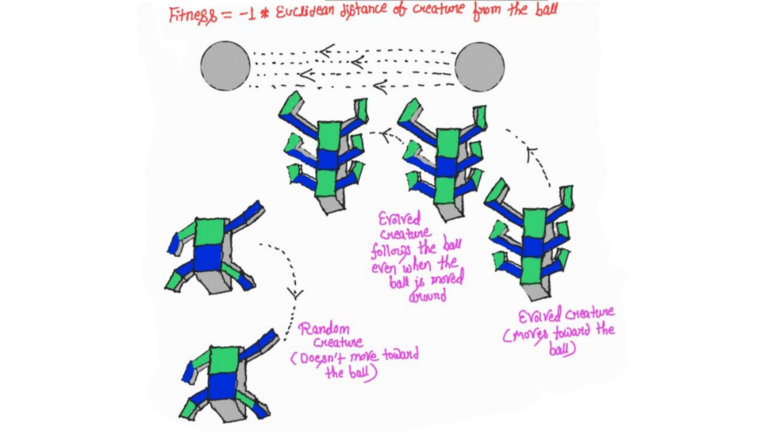 Fitness = -1 * Euclidean distance of creature from the ball
Evolved
creature
follows the ball
even when the
ball is moved
around
Evolved creature
(moves toward the
ball)
Random
creature
(Doesn't move toward
the ball)